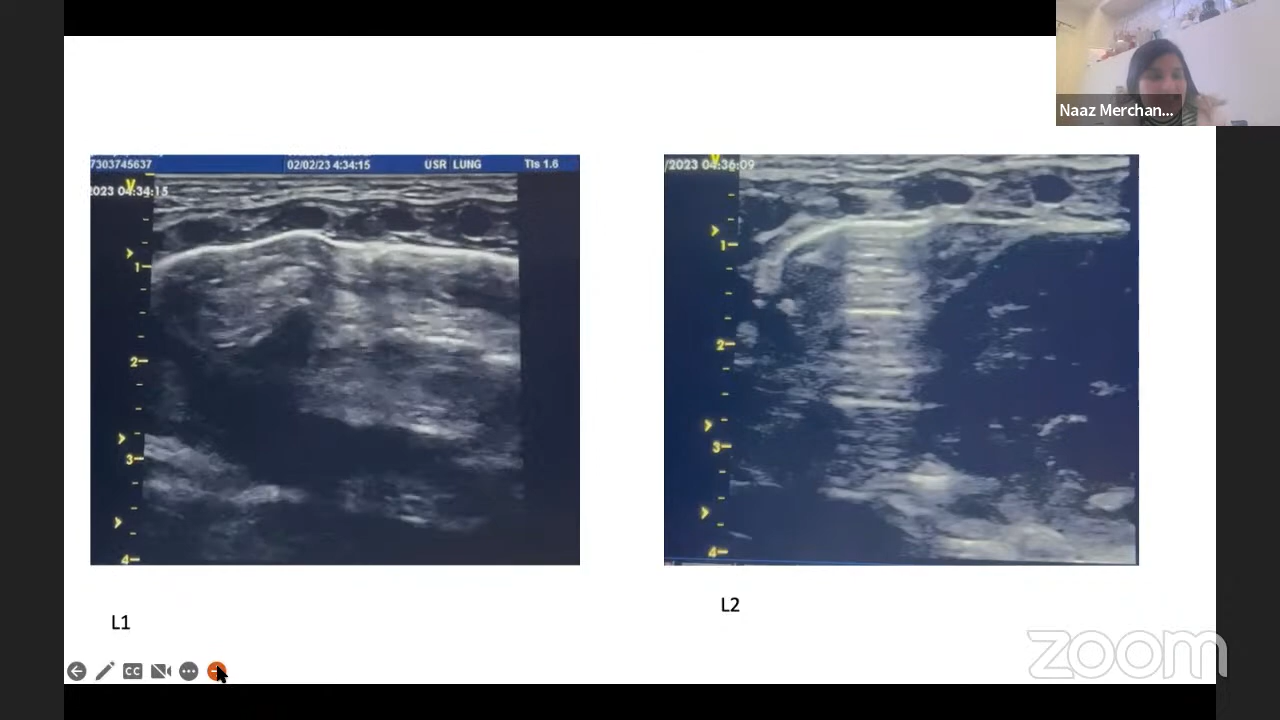 Naaz Merchan...
7303745637 02/02/23 4:34:15 USR LUNG TIs 1.6
2023 04:34:15
V
1
2
3
4
/2023 04:36:09
V
1
2
3
4
L1
L2
CC
zoom